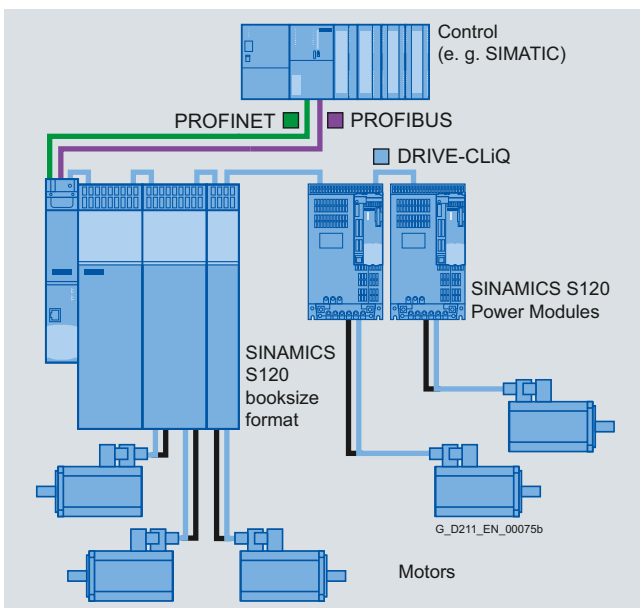 Control
(e. g. SIMATIC)
PROFINET
PROFIBUS
DRIVE-CLiQ
SINAMICS S120
Power Modules
SINAMICS
S120
booksize
format
G_D211_EN_00075b
Motors